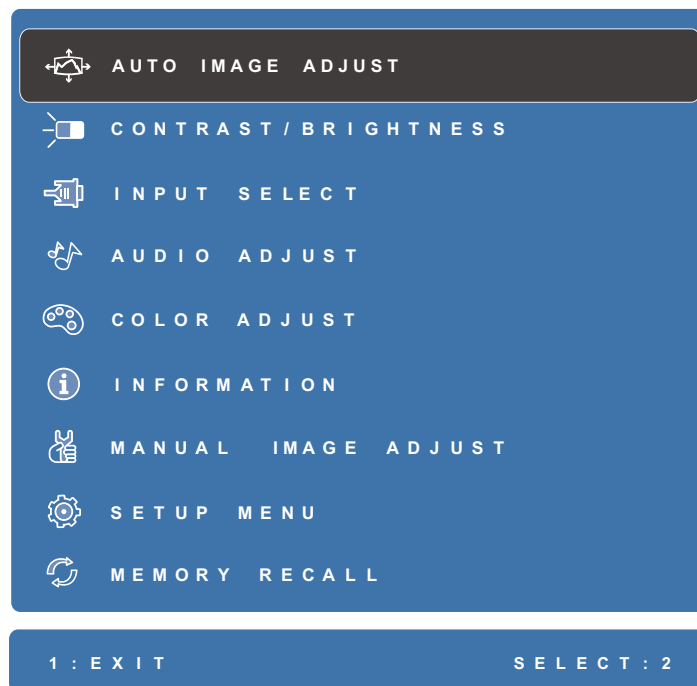 AUTO IMAGE ADJUST
CONTRAST/BRIGHTNESS
INPUT SELECT
AUDIO ADJUST
COLOR ADJUST
INFORMATION
MANUAL IMAGE ADJUST
SETUP MENU
MEMORY RECALL
1:EXIT SELECT:2